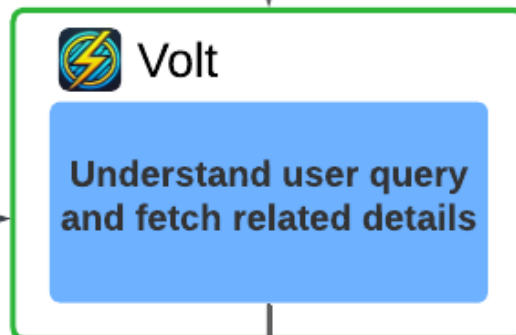 Volt
Understand user query
and fetch related details